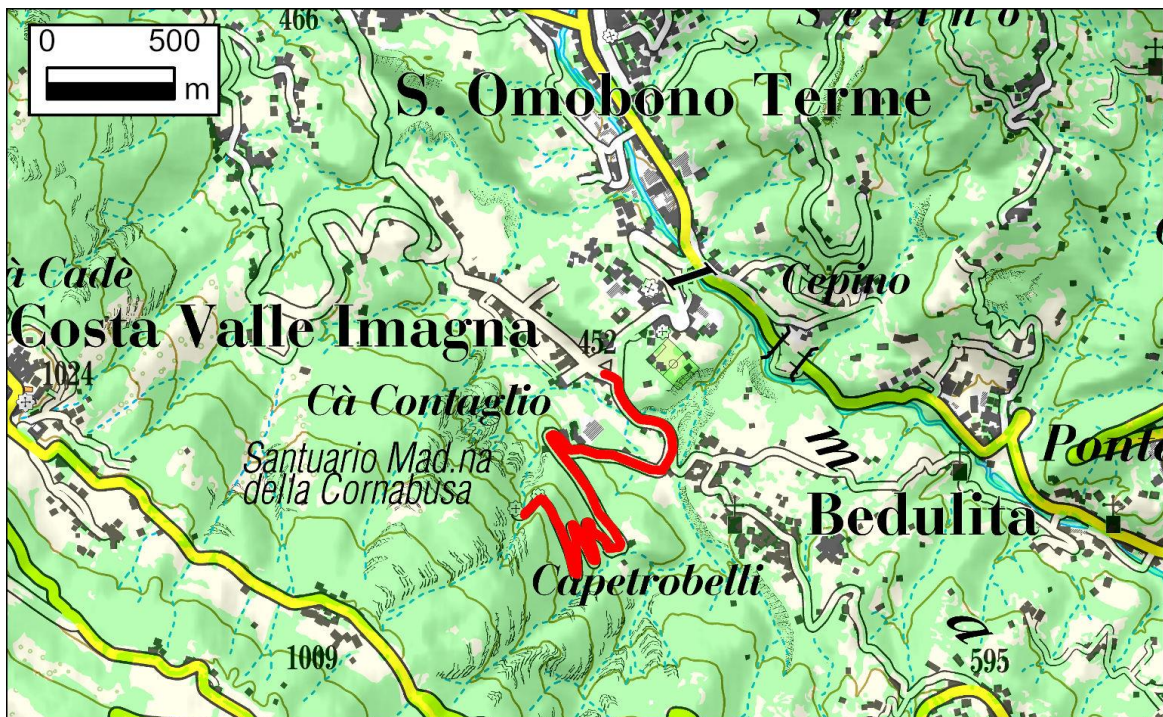 466
Selino
0 500
m
S. Omobono Terme
Cepino
à Cadè
Costa Valle Imagna
452
1024
Cà Contaglio
Santuario Mad.na
della Cornabusa
I
m
a
Ponte
Bedulita
Capetrobelli
1009
595